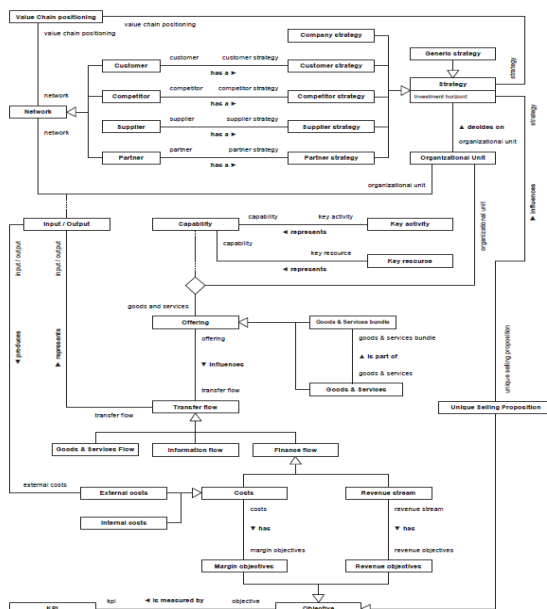 Value Chain positioning
value chain positioning
value chain positioning
Company strategy
Generic strategy
strategy
Customer
customer
customer strategy
has a ►
Customer strategy
Strategy
Investment horizont
network
Competitor
competitor
competitor strategy
has a ►
Competitor strategy
Network
network
Supplier
supplier
supplier strategy
has a ►
Supplier strategy
strategy
▲ decides on
organizational unit
Partner
partner
partner strategy
has a ►
Partner strategy
Organizational Unit
organizational unit
organizational unit
▲ influences
Input / Output
input / output
input / output
Capability
capability
key activity
◄ represents
Key activity
capability
key resource
◄ represents
Key resource
goods and services
Offering
offering
Goods & Services bundle
goods & services bundle
▲ is part of
goods & services
Goods & Services
▼ influences
transfer flow
◄ produces
► represents
unique selling proposition
Unique Selling Proposition
Transfer flow
transfer flow
Goods & Services Flow
Information flow
Finance flow
external costs
External costs
Internal costs
Costs
costs
▼ has
margin objectives
Margin objectives
Revenue stream
revenue stream
▼ has
revenue objectives
Revenue objectives
KPI
kpi
◄ is measured by
objective
Objective